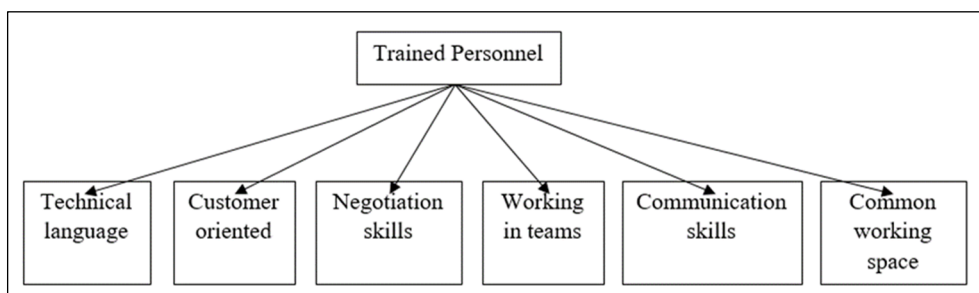 Trained Personnel
Technical
language
Customer
oriented
Negotiation
skills
Working
in teams
Communication
skills
Common
working
space